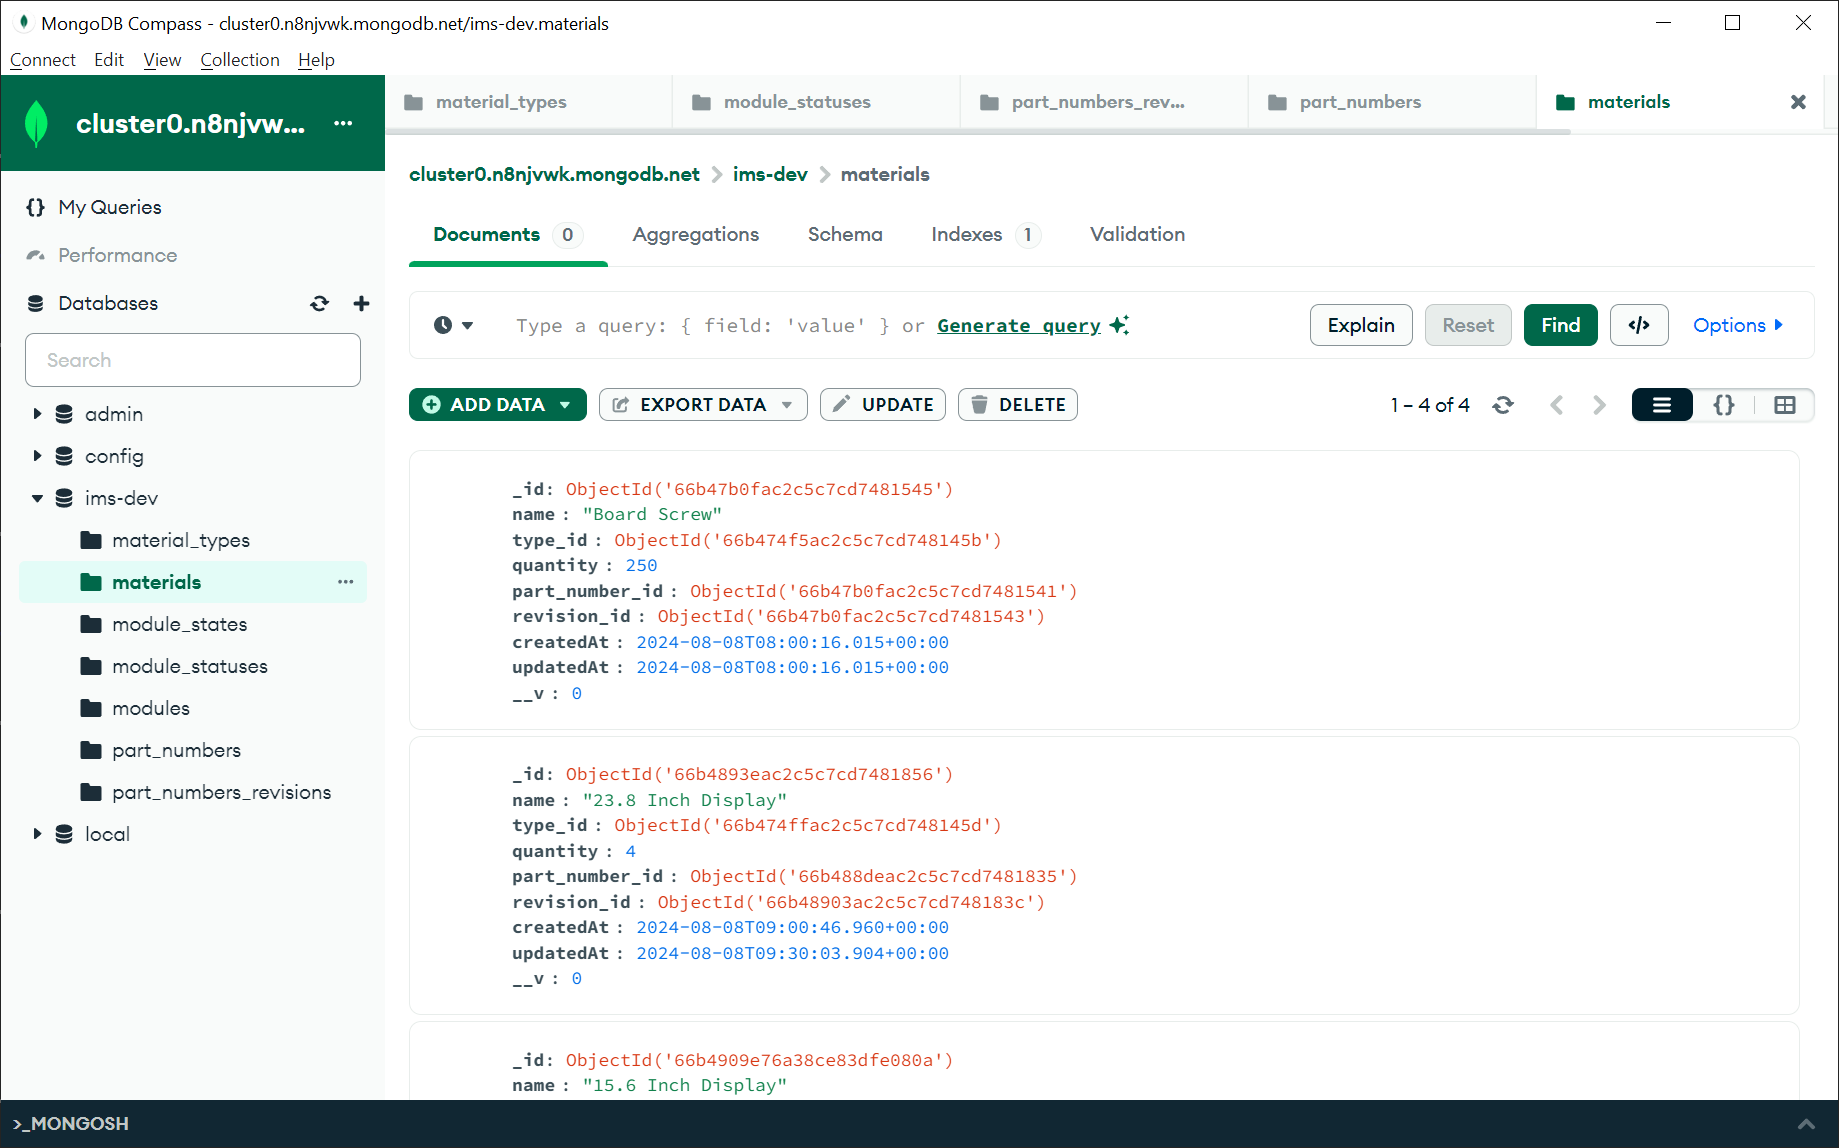 MongoDB Compass - cluster0.n8njvwk.mongodb.net/ims-dev.materials
Connect Edit View Collection Help
cluster0.n8njvw...
material_types module_statuses part_numbers_rev... part_numbers materials
cluster0.n8njvwk.mongodb.net > ims-dev > materials
My Queries
Performance
Databases
Search
admin
config
ims-dev
material_types
materials
module_states
module_statuses
modules
part_numbers
part_numbers_revisions
local
Documents 0 Aggregations Schema Indexes 1 Validation
Type a query: { field: 'value' } or Generate query
Explain Reset Find </> Options
ADD DATA EXPORT DATA UPDATE DELETE
1 – 4 of 4
{}
_id: ObjectId('66b47b0fac2c5c7cd7481545')
name : "Board Screw"
type_id : ObjectId('66b474f5ac2c5c7cd748145b')
quantity : 250
part_number_id : ObjectId('66b47b0fac2c5c7cd7481541')
revision_id : ObjectId('66b47b0fac2c5c7cd7481543')
createdAt : 2024-08-08T08:00:16.015+00:00
updatedAt : 2024-08-08T08:00:16.015+00:00
__v : 0
_id: ObjectId('66b4893eac2c5c7cd7481856')
name : "23.8 Inch Display"
type_id : ObjectId('66b474ffac2c5c7cd748145d')
quantity : 4
part_number_id : ObjectId('66b488deac2c5c7cd7481835')
revision_id : ObjectId('66b48903ac2c5c7cd748183c')
createdAt : 2024-08-08T09:00:46.960+00:00
updatedAt : 2024-08-08T09:30:03.904+00:00
__v : 0
_id: ObjectId('66b4909e76a38ce83dfe080a')
name : "15.6 Inch Display"
>_MONGOSH